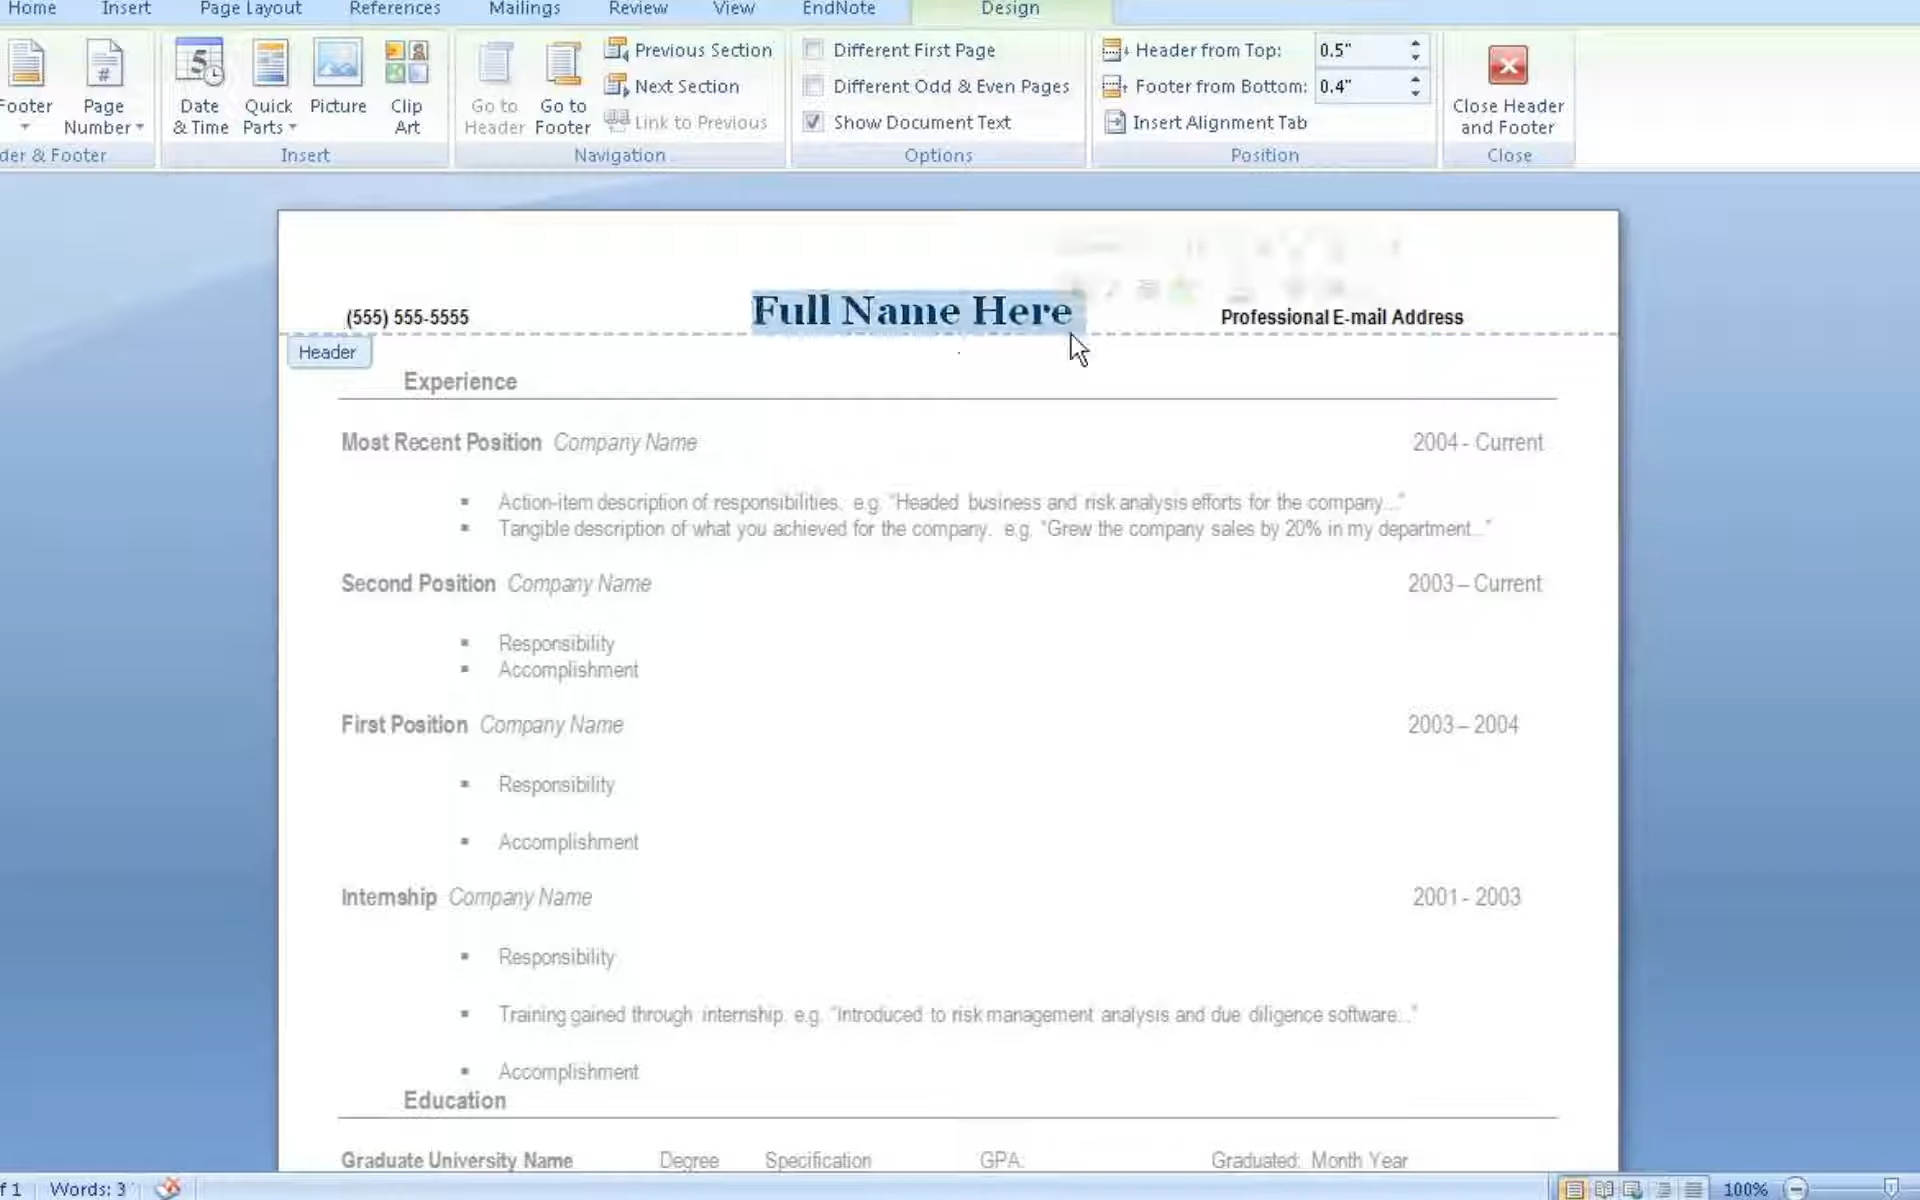 Home Insert Page Layout References Mailings Review View EndNote Design
Footer Page Number Date & Time Quick Parts Picture Clip Art Go to Header Go to Footer
Previous Section
Next Section
Link to Previous
Different First Page
Different Odd & Even Pages
Show Document Text
Header from Top: 0.5"
Footer from Bottom: 0.4"
Insert Alignment Tab
Close Header and Footer
der & Footer Insert Navigation Options Position Close
(555) 555-5555 Full Name Here Professional E-mail Address
Header
Experience
Most Recent Position Company Name 2004 - Current
▪ Action-item description of responsibilities. e.g. "Headed business and risk analysis efforts for the company..."
▪ Tangible description of what you achieved for the company. e.g. "Grew the company sales by 20% in my department..."
Second Position Company Name 2003 – Current
▪ Responsibility
▪ Accomplishment
First Position Company Name 2003 – 2004
▪ Responsibility
▪ Accomplishment
Internship Company Name 2001 - 2003
▪ Responsibility
▪ Training gained through internship. e.g. "Introduced to risk management analysis and due diligence software..."
▪ Accomplishment
Education
Graduate University Name Degree Specification GPA: Graduated: Month Year
f 1 Words: 3 100%